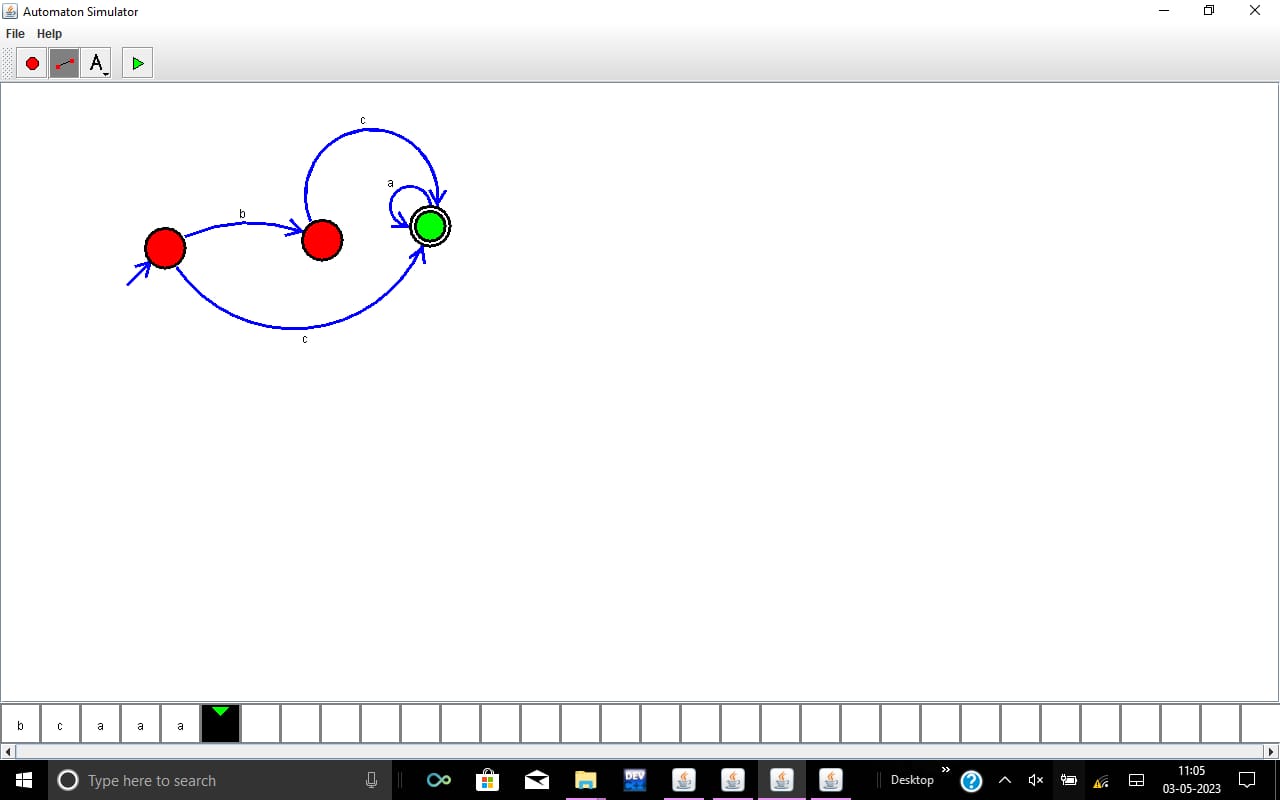 Automaton Simulator
File Help
A
c
a
b
c
b c a a a
Type here to search
DEV
C++
Desktop
11:05
03-05-2023